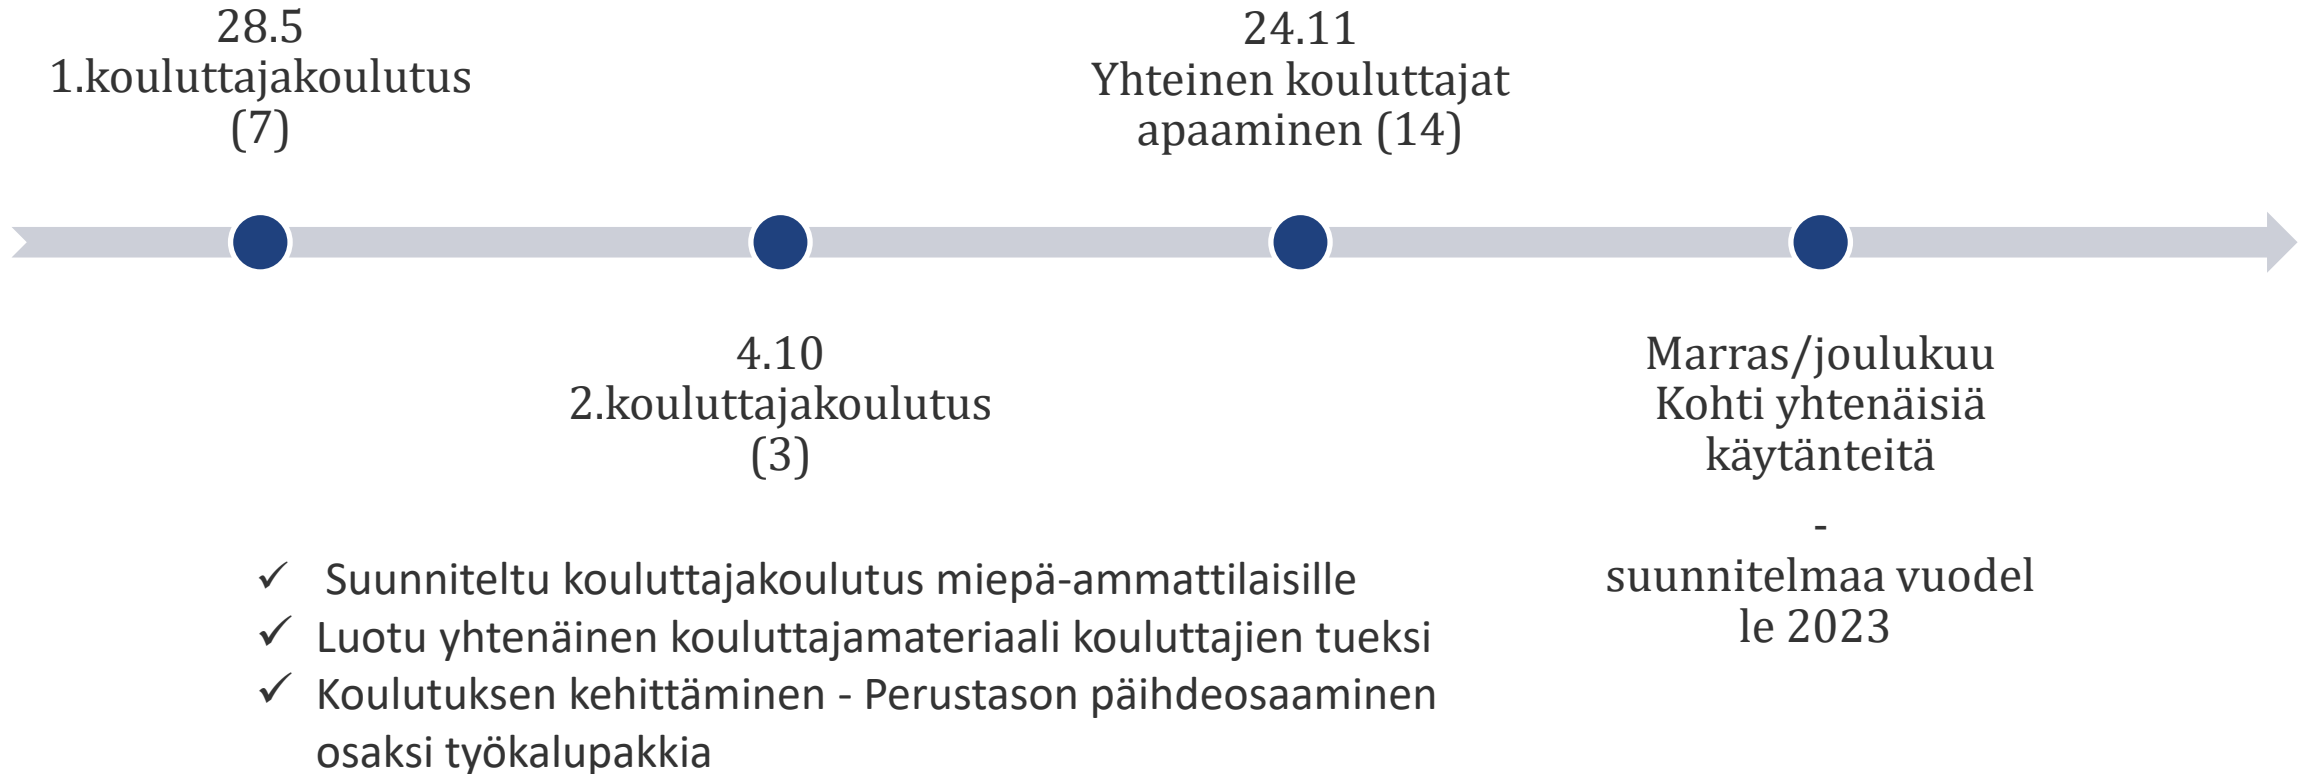 28.5
1.kouluttajakoulutus
(7)
24.11
Yhteinen kouluttajat
apaaminen (14)
4.10
2.kouluttajakoulutus
(3)
Marras/joulukuu
Kohti yhtenäisiä
käytänteitä
-
suunnitelmaa vuodel
le 2023
✓ Suunniteltu kouluttajakoulutus miepä-ammattilaisille
✓ Luotu yhtenäinen kouluttajamateriaali kouluttajien tueksi
✓ Koulutuksen kehittäminen - Perustason päihdeosaaminen
osaksi työkalupakkia